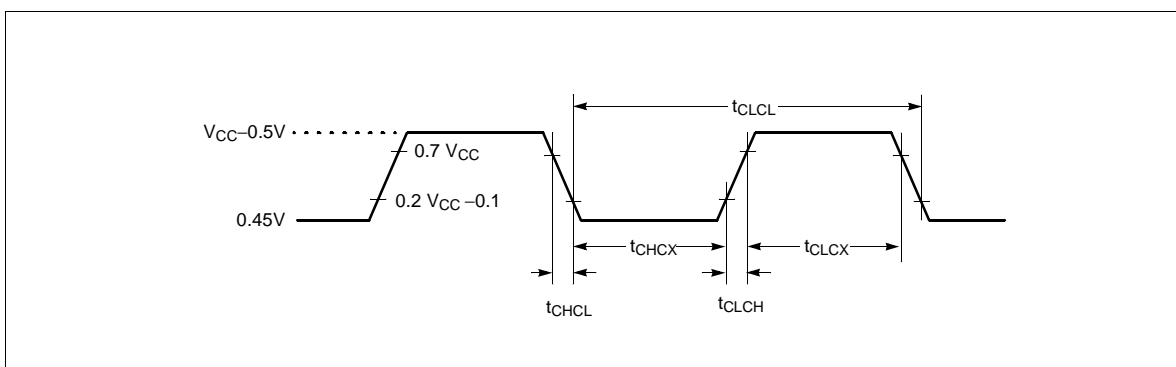 tCLCL
VCC–0.5V
0.7 VCC
0.2 VCC –0.1
0.45V
tCHCX
tCLCX
tCHCL
tCLCH